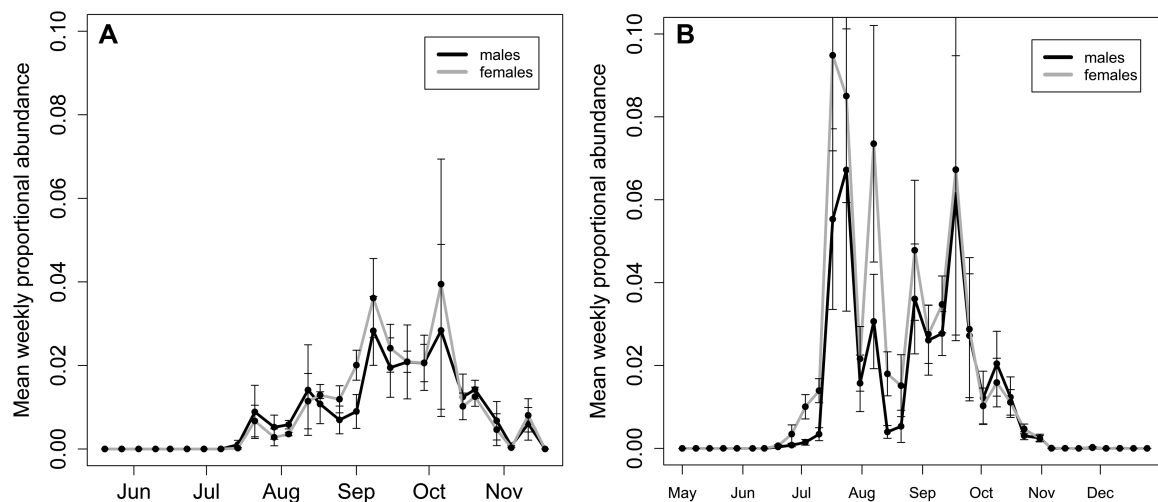 A
males
females
Mean weekly proportional abundance
0.00
0.02
0.04
0.06
0.08
0.10
Jun Jul Aug Sep Oct Nov
B
males
females
Mean weekly proportional abundance
0.00
0.02
0.04
0.06
0.08
0.10
May Jun Jul Aug Sep Oct Nov Dec